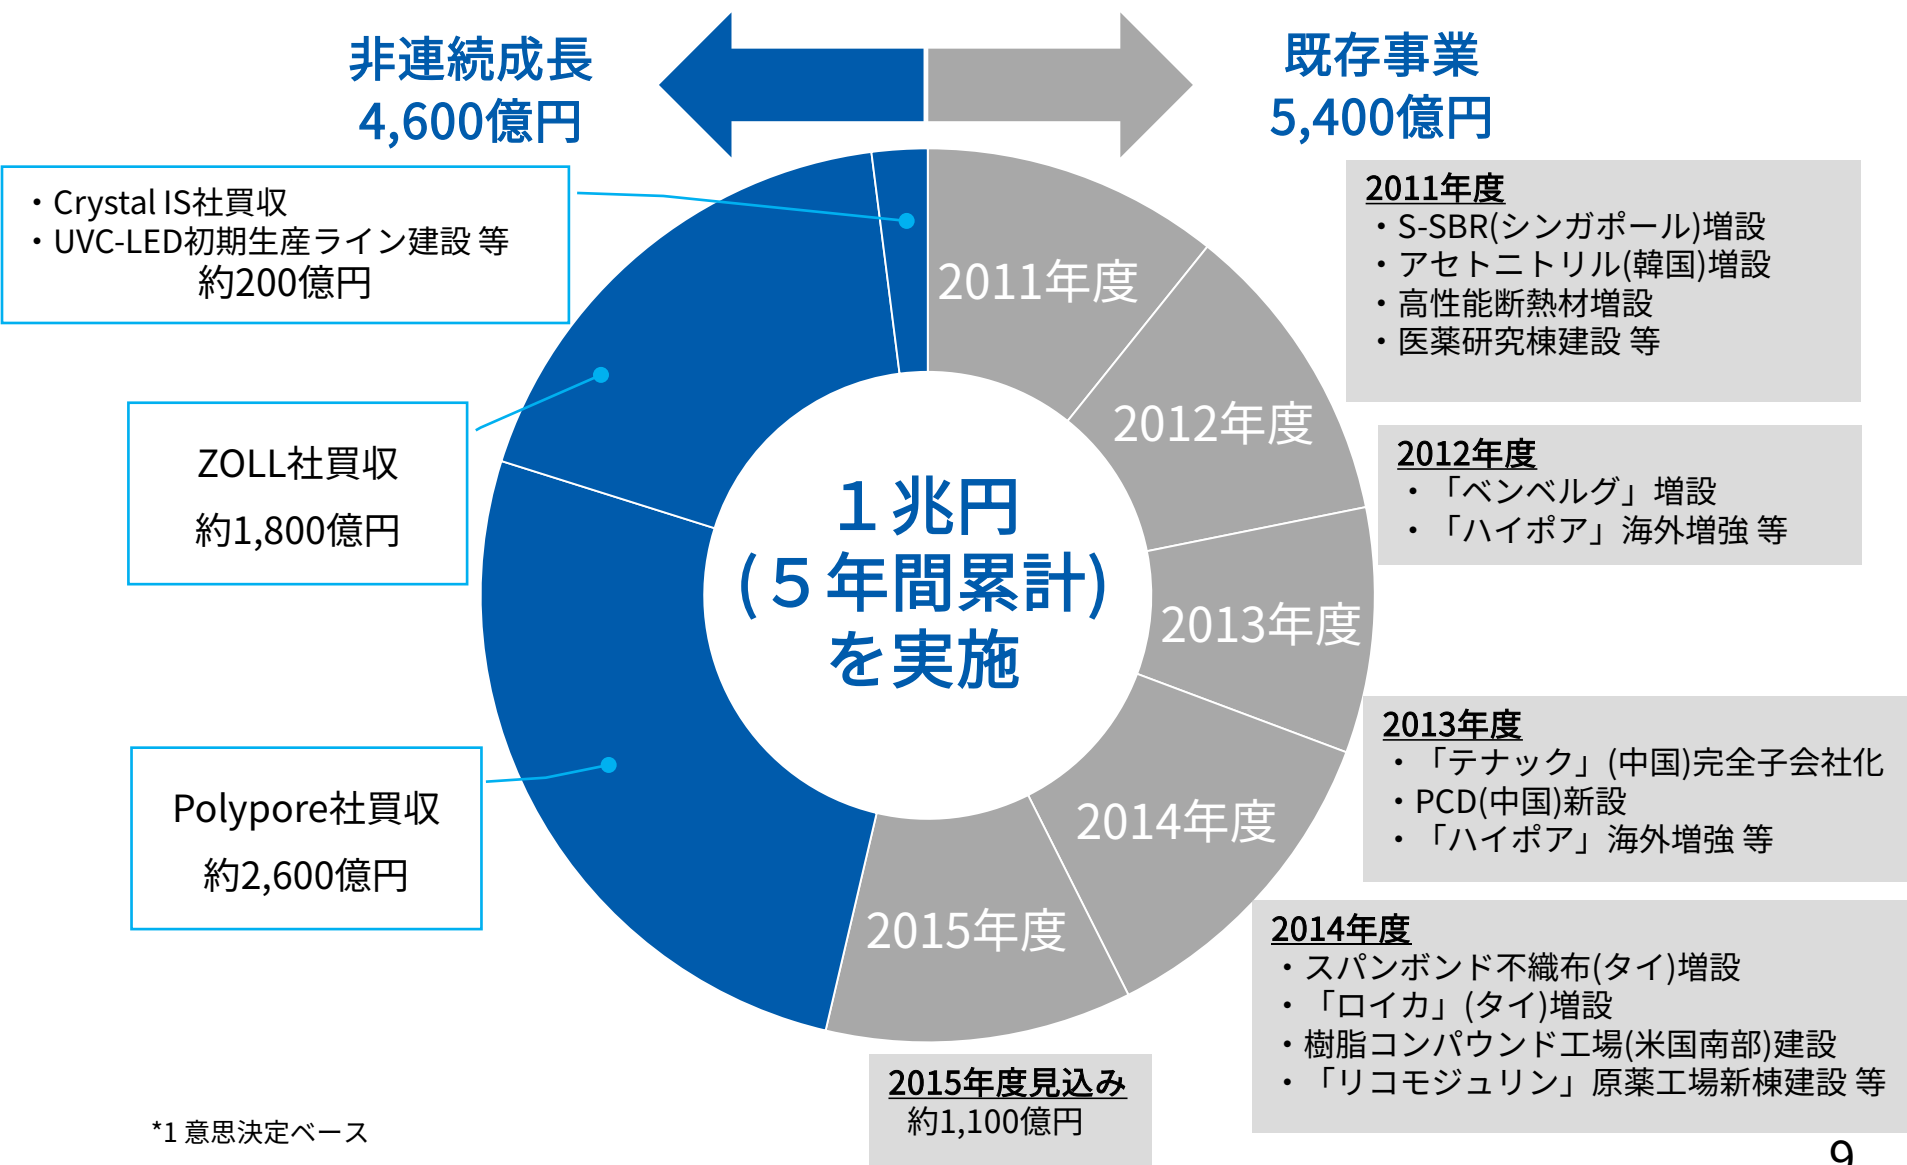 非連続成長
4,600億円
既存事業
5,400億円
・Crystal IS社買収
・UVC-LED初期生産ライン建設 等
約200億円
ZOLL社買収
約1,800億円
Polypore社買収
約2,600億円
１兆円
(５年間累計)
を実施
2011年度
2012年度
2013年度
2014年度
2015年度
2011年度
・S-SBR(シンガポール)増設
・アセトニトリル(韓国)増設
・高性能断熱材増設
・医薬研究棟建設 等
2012年度
・「ベンベルグ」増設
・「ハイポア」海外増強 等
2013年度
・「テナック」(中国)完全子会社化
・PCD(中国)新設
・「ハイポア」海外増強 等
2014年度
・スパンボンド不織布(タイ)増設
・「ロイカ」(タイ)増設
・樹脂コンパウンド工場(米国南部)建設
・「リコモジュリン」原薬工場新棟建設 等
2015年度見込み
約1,100億円
*1 意思決定ベース
9